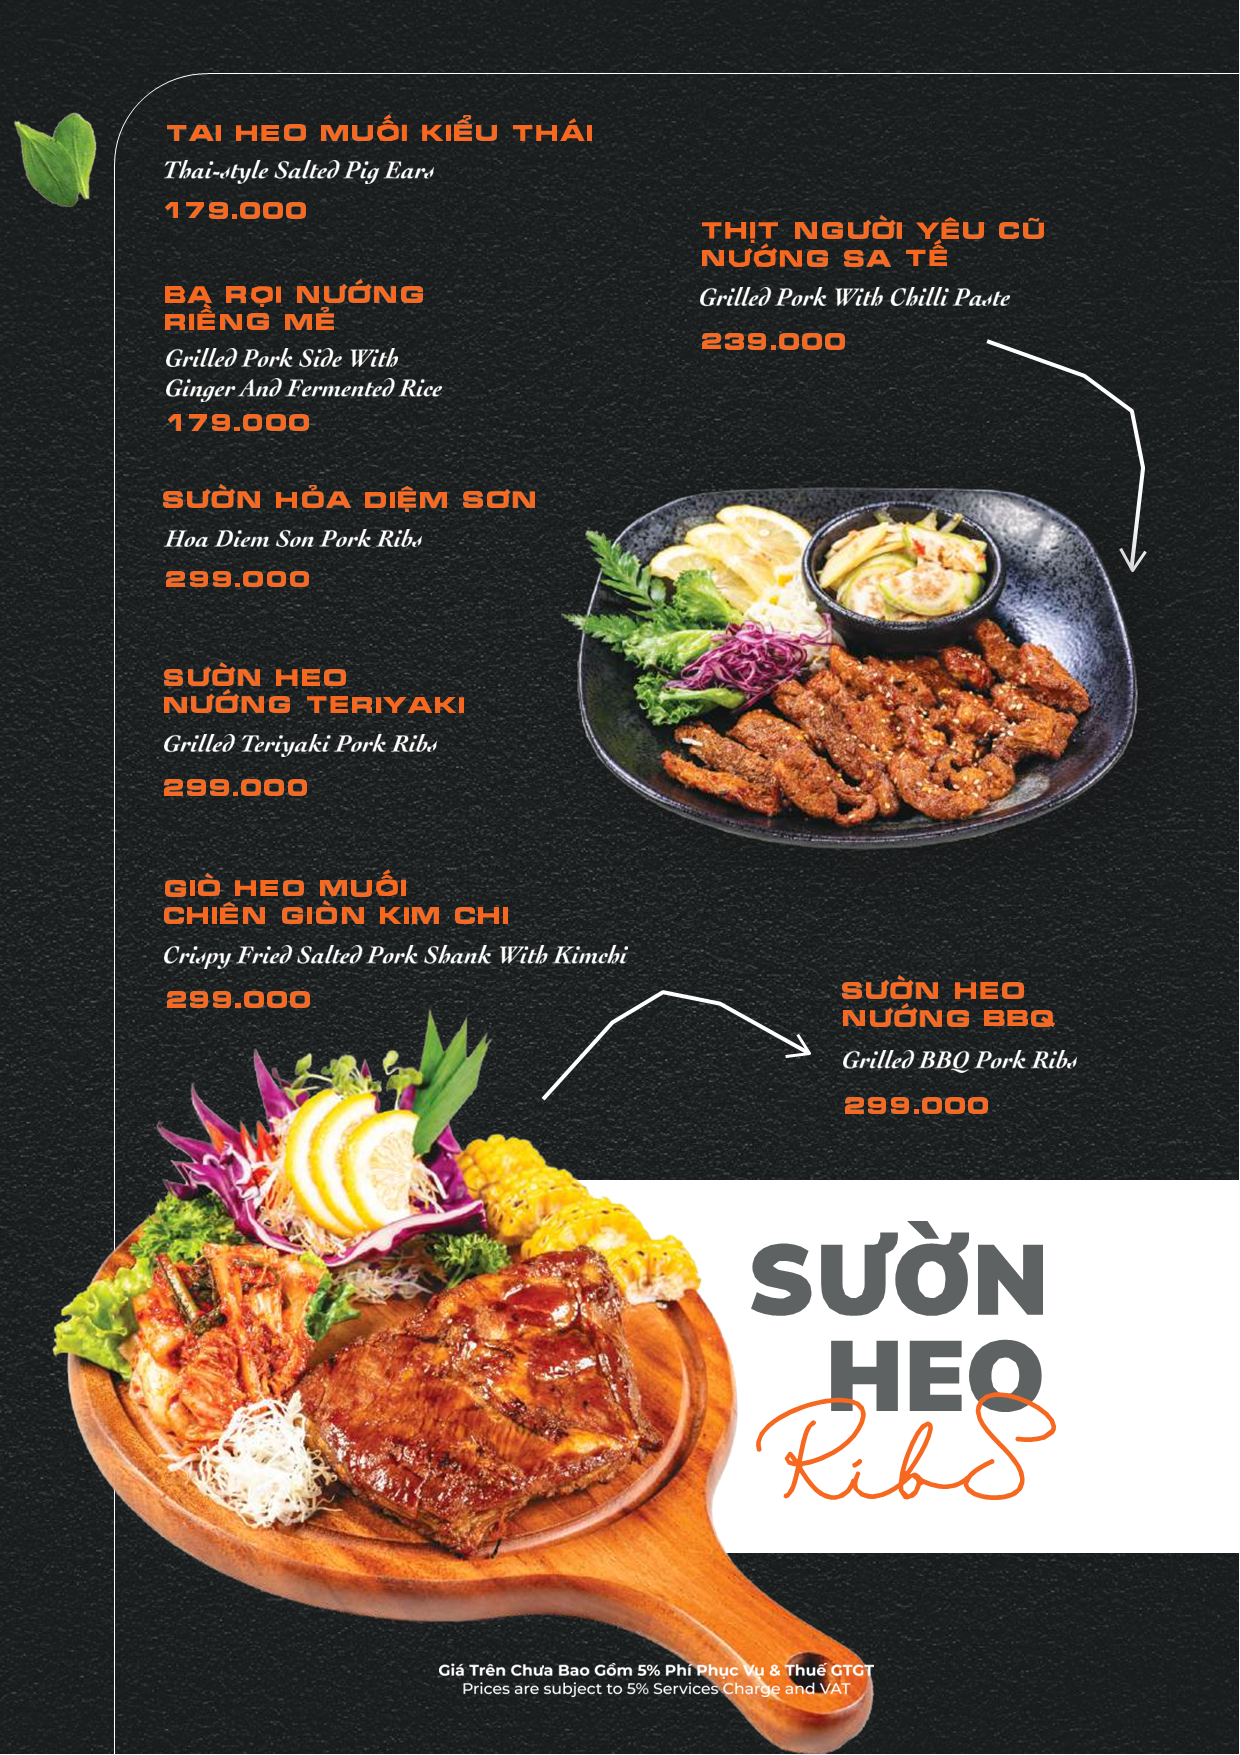 TAI HEO MUỐI KIỂU THÁI
Thai-style Salted Pig Ears
179.000
BA RỌI NƯỚNG
RIỀNG MẺ
Grilled Pork Side With
Ginger And Fermented Rice
179.000
SƯỜN HỎA DIỆM SƠN
Hoa Diem Son Pork Ribs
299.000
SƯỜN HEO
NƯỚNG TERIYAKI
Grilled Teriyaki Pork Ribs
299.000
GIÒ HEO MUỐI
CHIÊN GIÒN KIM CHI
Crispy Fried Salted Pork Shank With Kimchi
299.000
THỊT NGƯỜI YÊU CŨ
NƯỚNG SA TẾ
Grilled Pork With Chilli Paste
239.000
SƯỜN HEO
NƯỚNG BBQ
Grilled BBQ Pork Ribs
299.000
SƯỜN
HEO
Ribs
Giá Trên Chưa Bao Gồm 5% Phí Phục Vụ & Thuế GTGT
Prices are subject to 5% Services Charge and VAT